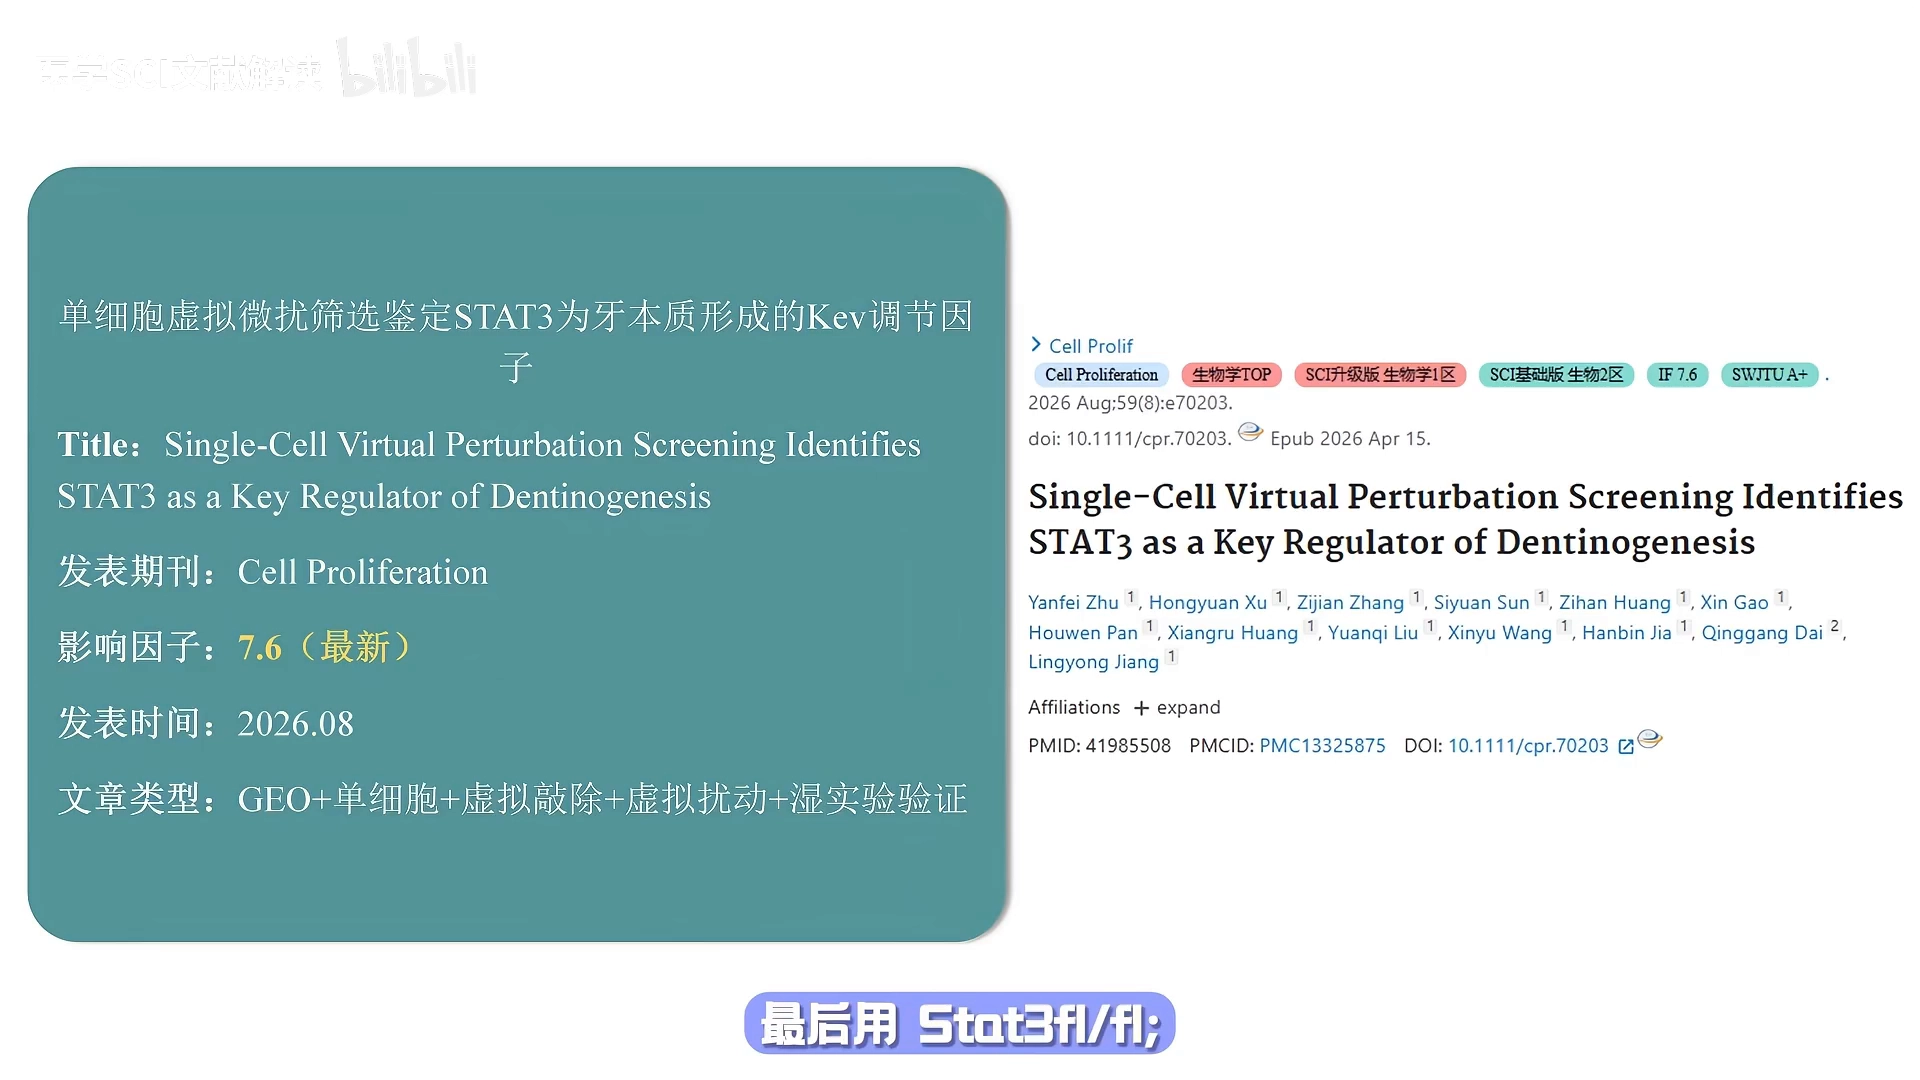 医学SCI文献解读 bilibili
单细胞虚拟微扰筛选鉴定STAT3为牙本质形成的Kev调节因
子
Title：Single-Cell Virtual Perturbation Screening Identifies
STAT3 as a Key Regulator of Dentinogenesis
发表期刊：Cell Proliferation
影响因子：7.6（最新）
发表时间：2026.08
文章类型：GEO+单细胞+虚拟敲除+虚拟扰动+湿实验验证
Cell Prolif
Cell Proliferation 生物学TOP SCI升级版 生物学1区 SCI基础版 生物2区 IF 7.6 SWJTU A+ .
2026 Aug;59(8):e70203.
doi: 10.1111/cpr.70203. Epub 2026 Apr 15.
Single-Cell Virtual Perturbation Screening Identifies
STAT3 as a Key Regulator of Dentinogenesis
Yanfei Zhu 1, Hongyuan Xu 1, Zijian Zhang 1, Siyuan Sun 1, Zihan Huang 1, Xin Gao 1,
Houwen Pan 1, Xiangru Huang 1, Yuanqi Liu 1, Xinyu Wang 1, Hanbin Jia 1, Qinggang Dai 2,
Lingyong Jiang 1
Affiliations + expand
PMID: 41985508 PMCID: PMC13325875 DOI: 10.1111/cpr.70203
最后用 Stat3fl/fl;